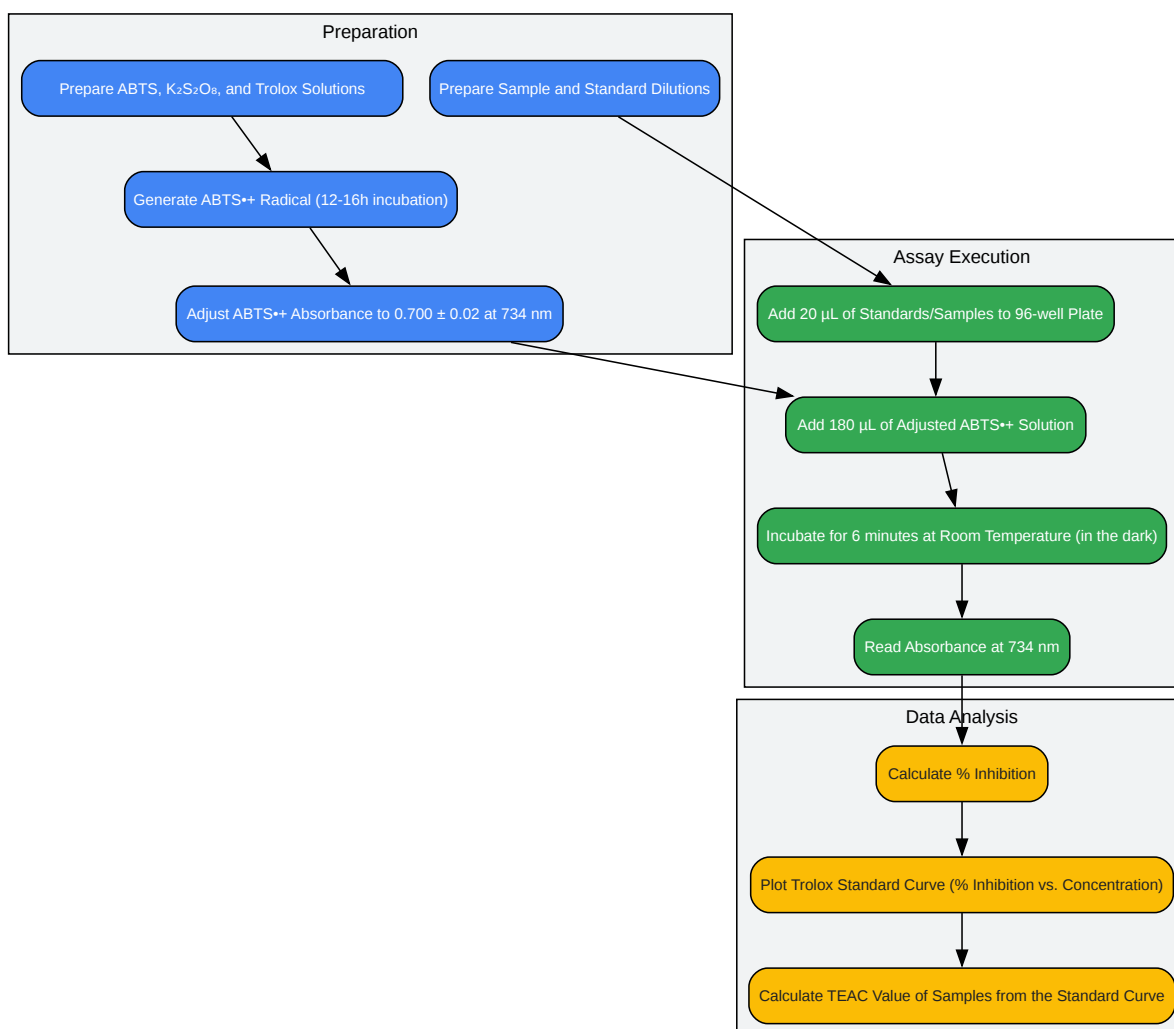 Preparation
Prepare ABTS, K₂S₂O₈, and Trolox Solutions
Prepare Sample and Standard Dilutions
Generate ABTS•+ Radical (12-16h incubation)
Adjust ABTS•+ Absorbance to 0.700 ± 0.02 at 734 nm
Assay Execution
Add 20 µL of Standards/Samples to 96-well Plate
Add 180 µL of Adjusted ABTS•+ Solution
Incubate for 6 minutes at Room Temperature (in the dark)
Read Absorbance at 734 nm
Data Analysis
Calculate % Inhibition
Plot Trolox Standard Curve (% Inhibition vs. Concentration)
Calculate TEAC Value of Samples from the Standard Curve